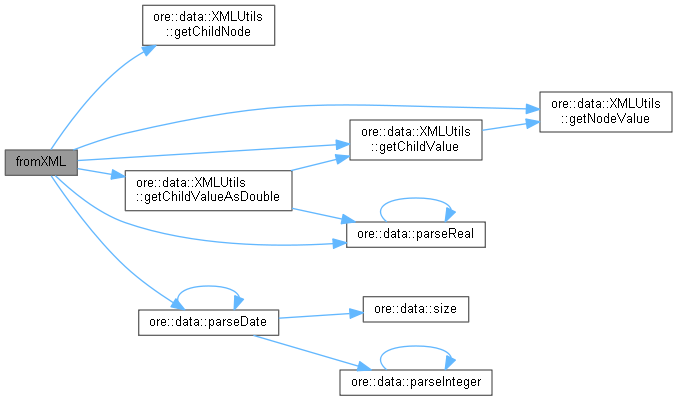 ore::data::XMLUtils
::getChildNode
ore::data::XMLUtils
::getNodeValue
ore::data::XMLUtils
::getChildValue
fromXML
ore::data::XMLUtils
::getChildValueAsDouble
ore::data::parseReal
ore::data::size
ore::data::parseDate
ore::data::parseInteger